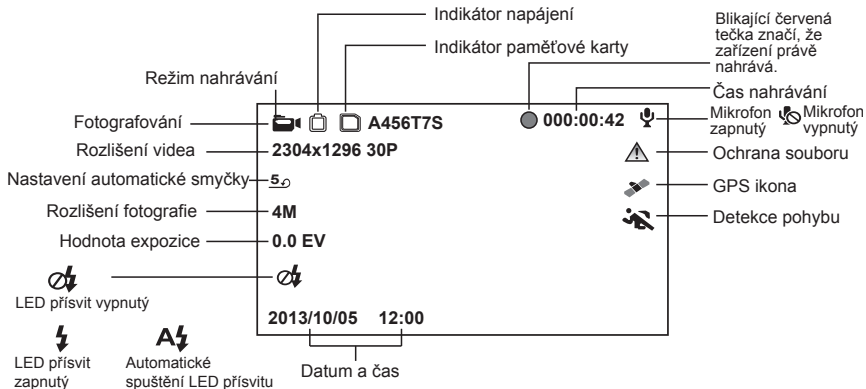 Indikátor napájení
Indikátor paměťové karty
Blikající červená
tečka značí, že
zařízení právě
nahrává.
Režim nahrávání
Čas nahrávání
Fotografování
A456T7S
000:00:42
Mikrofon
zapnutý
Mikrofon
vypnutý
Rozlišení videa
2304x1296 30P
Ochrana souboru
Nastavení automatické smyčky
5
GPS ikona
Rozlišení fotografie
4M
Detekce pohybu
Hodnota expozice
0.0 EV
LED přísvit vypnutý
2013/10/05 12:00
A
LED přísvit
zapnutý
Automatické
spuštění LED přísvitu
Datum a čas